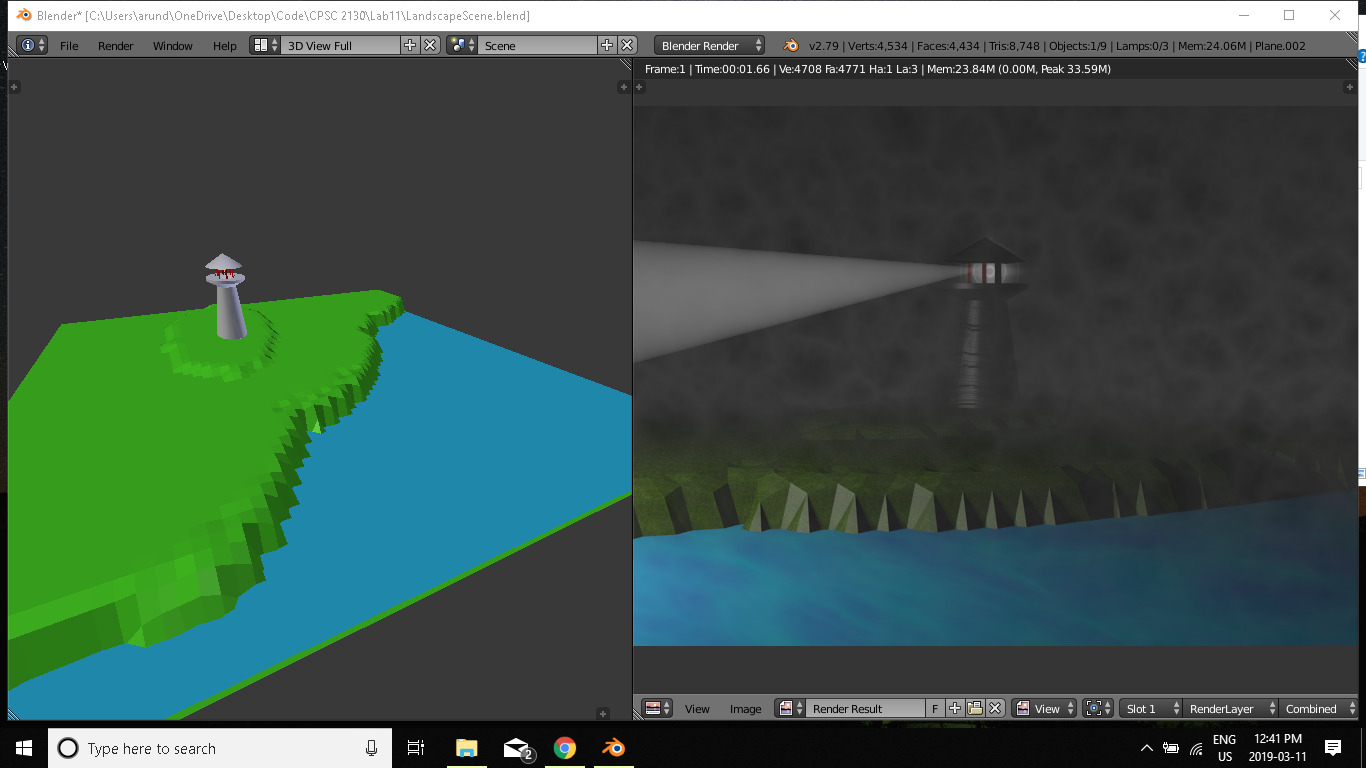 Blender* [C:\Users\arund\OneDrive\Desktop\Code\CPSC 2130\Lab11\LandscapeScene.blend]
File Render Window Help 3D View Full Scene Blender Render v2.79 | Verts:4,534 | Faces:4,434 | Tris:8,748 | Objects:1/9 | Lamps:0/3 | Mem:24.06M | Plane.002
Frame:1 | Time:00:01.66 | Ve:4708 Fa:4771 Ha:1 La:3 | Mem:23.84M (0.00M, Peak 33.59M)
View Image Render Result F View Slot 1 RenderLayer Combined
Type here to search
2
ENG
US
12:41 PM
2019-03-11